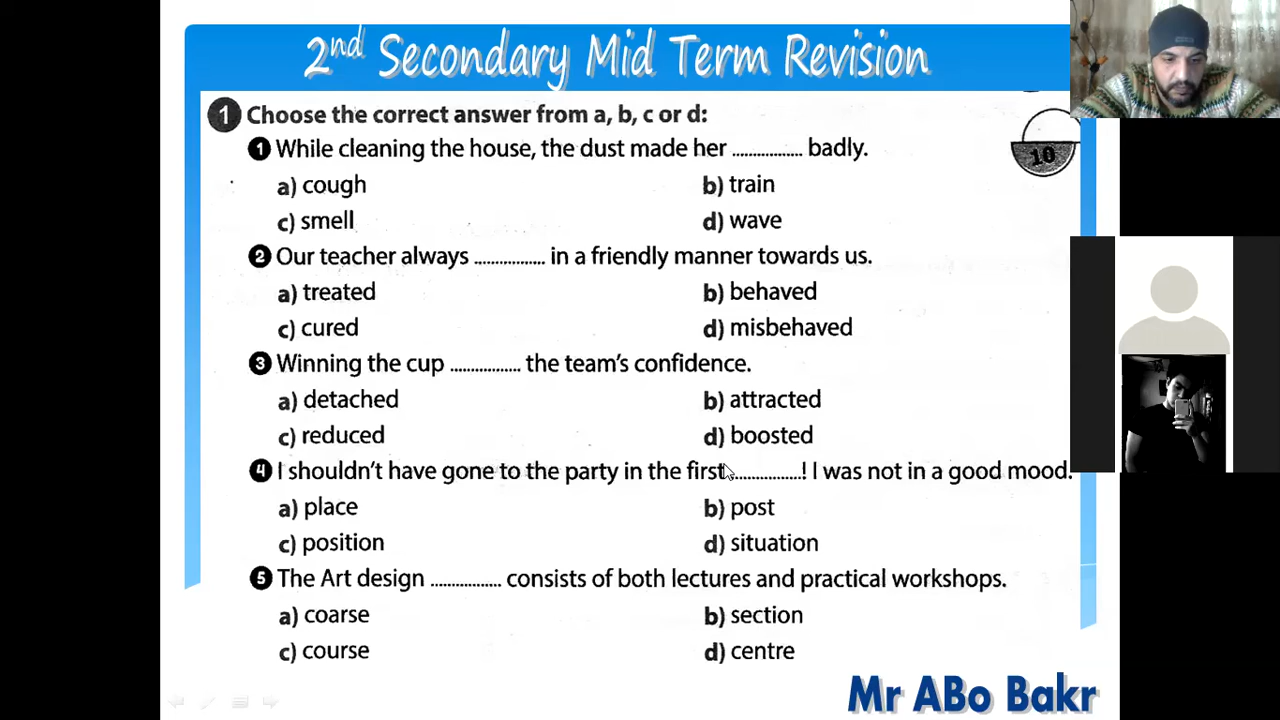 2nd Secondary Mid Term Revision
1 Choose the correct answer from a, b, c or d:
10
1 While cleaning the house, the dust made her ................ badly.
a) cough b) train
c) smell d) wave
2 Our teacher always ................ in a friendly manner towards us.
a) treated b) behaved
c) cured d) misbehaved
3 Winning the cup ................ the team's confidence.
a) detached b) attracted
c) reduced d) boosted
4 I shouldn't have gone to the party in the first ................! I was not in a good mood.
a) place b) post
c) position d) situation
5 The Art design ................ consists of both lectures and practical workshops.
a) coarse b) section
c) course d) centre
Mr ABo Bakr